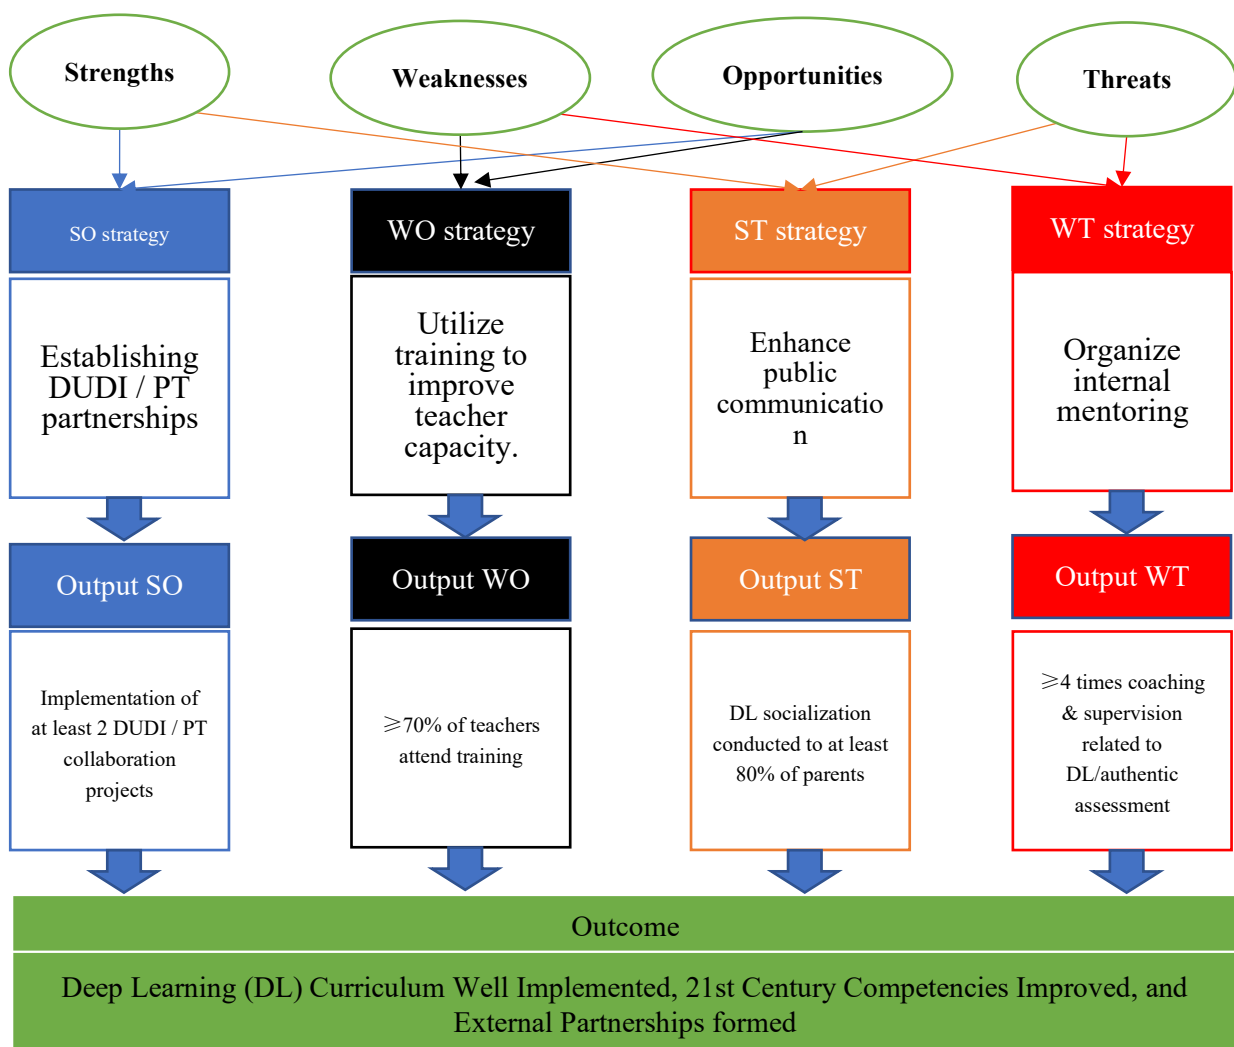 Strengths
Weaknesses
Opportunities
Threats
SO strategy
WO strategy
ST strategy
WT strategy
Establishing
DUDI / PT
partnerships
Utilize
training to
improve
teacher
capacity.
Enhance
public
communicatio
n
Organize
internal
mentoring
Output SO
Output WO
Output ST
Output WT
Implementation of
at least 2 DUDI / PT
collaboration
projects
≥70% of teachers
attend training
DL socialization
conducted to at least
80% of parents
≥4 times coaching
& supervision
related to
DL/authentic
assessment
Outcome
Deep Learning (DL) Curriculum Well Implemented, 21st Century Competencies Improved, and
External Partnerships formed